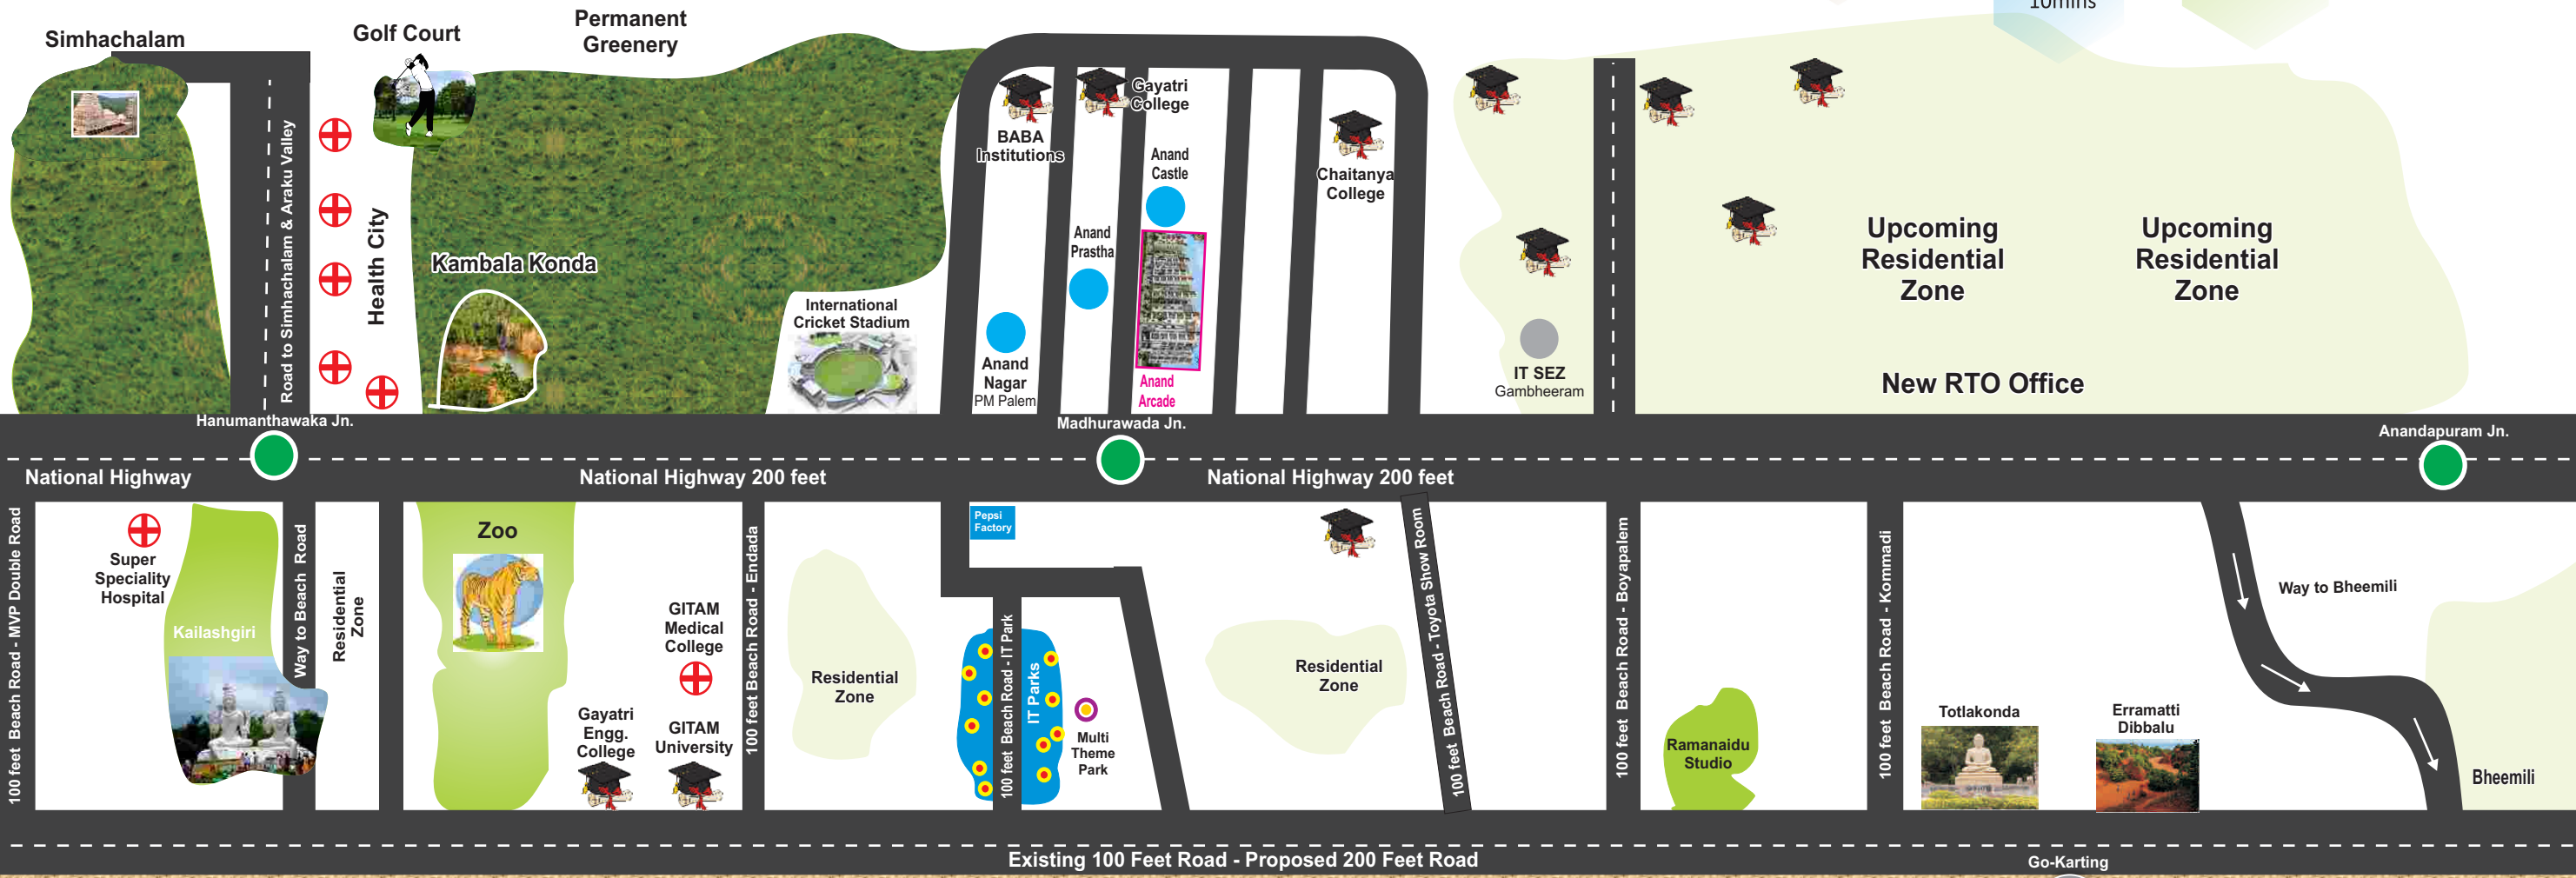 10mins
Simhachalam
Golf Court
Permanent
Greenery
Road to Simhachalam & Araku Valley
Health City
Kambala Konda
International
Cricket Stadium
BABA
Institutions
Gayatri
College
Anand
Castle
Anand
Prastha
Anand
Nagar
PM Palem
Anand
Arcade
Chaitanya
College
IT SEZ
Gambheeram
Upcoming
Residential
Zone
Upcoming
Residential
Zone
New RTO Office
Hanumanthawaka Jn.
Madhurawada Jn.
Anandapuram Jn.
National Highway
National Highway 200 feet
National Highway 200 feet
100 feet Beach Road - MVP Double Road
Super
Speciality
Hospital
Kailashgiri
Way to Beach Road
Residential
Zone
Zoo
GITAM
Medical
College
Gayatri
Engg.
College
GITAM
University
100 feet Beach Road - Endada
Residential
Zone
Pepsi
Factory
100 feet Beach Road - IT Park
IT Parks
Multi
Theme
Park
Residential
Zone
100 feet Beach Road - Toyota Show Room
100 feet Beach Road - Boyapalem
Ramanaidu
Studio
100 feet Beach Road - Kommadi
Totlakonda
Erramatti
Dibbalu
Way to Bheemili
Bheemili
Existing 100 Feet Road - Proposed 200 Feet Road
Go-Karting